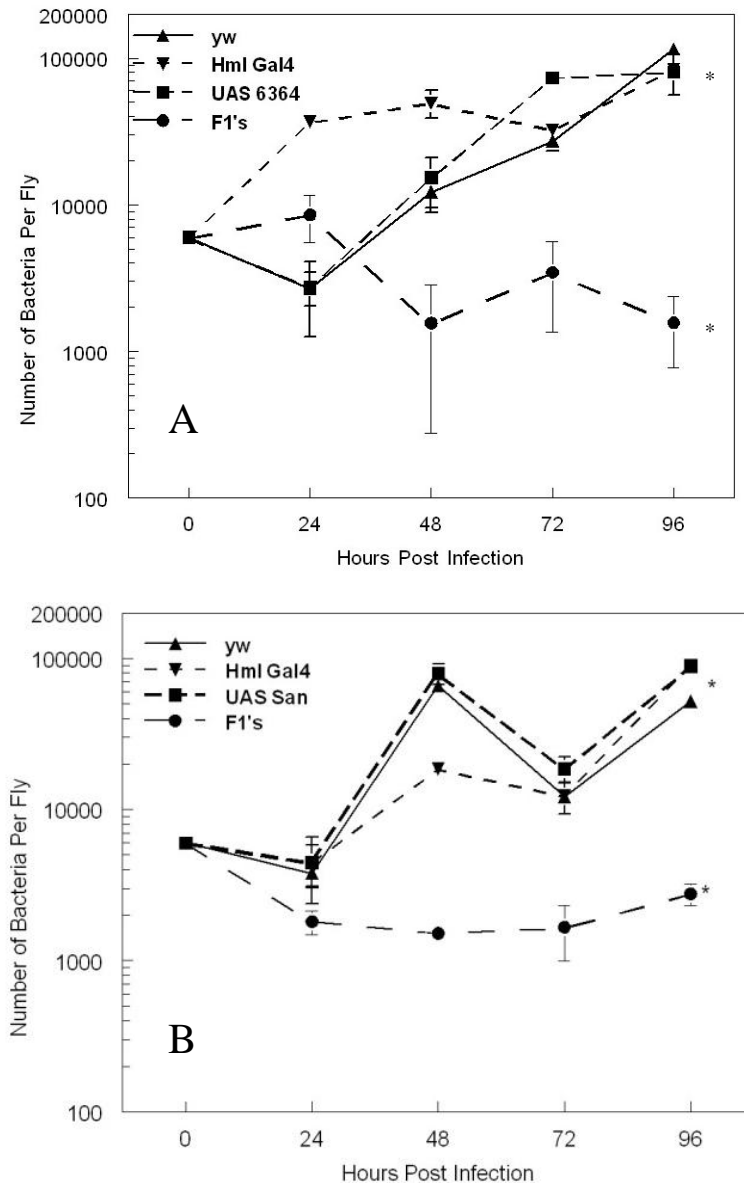 200000
100000
10000
1000
100
Number of Bacteria Per Fly
yw
Hml Gal4
UAS 6364
F1's
*
*
A
0 24 48 72 96
Hours Post Infection
200000
100000
10000
1000
100
Number of Bacteria Per Fly
yw
Hml Gal4
UAS San
F1's
*
*
B
0 24 48 72 96
Hours Post Infection